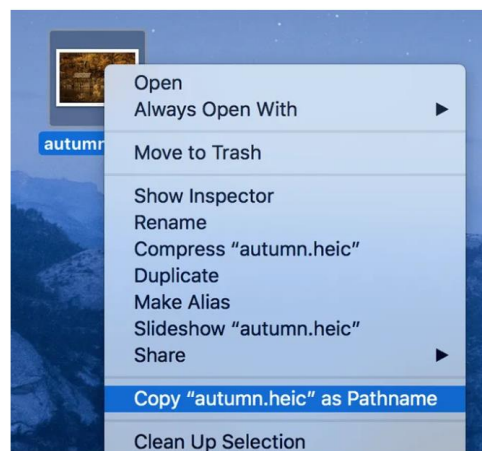 autumn
Open
Always Open With
Move to Trash
Show Inspector
Rename
Compress “autumn.heic”
Duplicate
Make Alias
Slideshow “autumn.heic”
Share
Copy “autumn.heic” as Pathname
Clean Up Selection